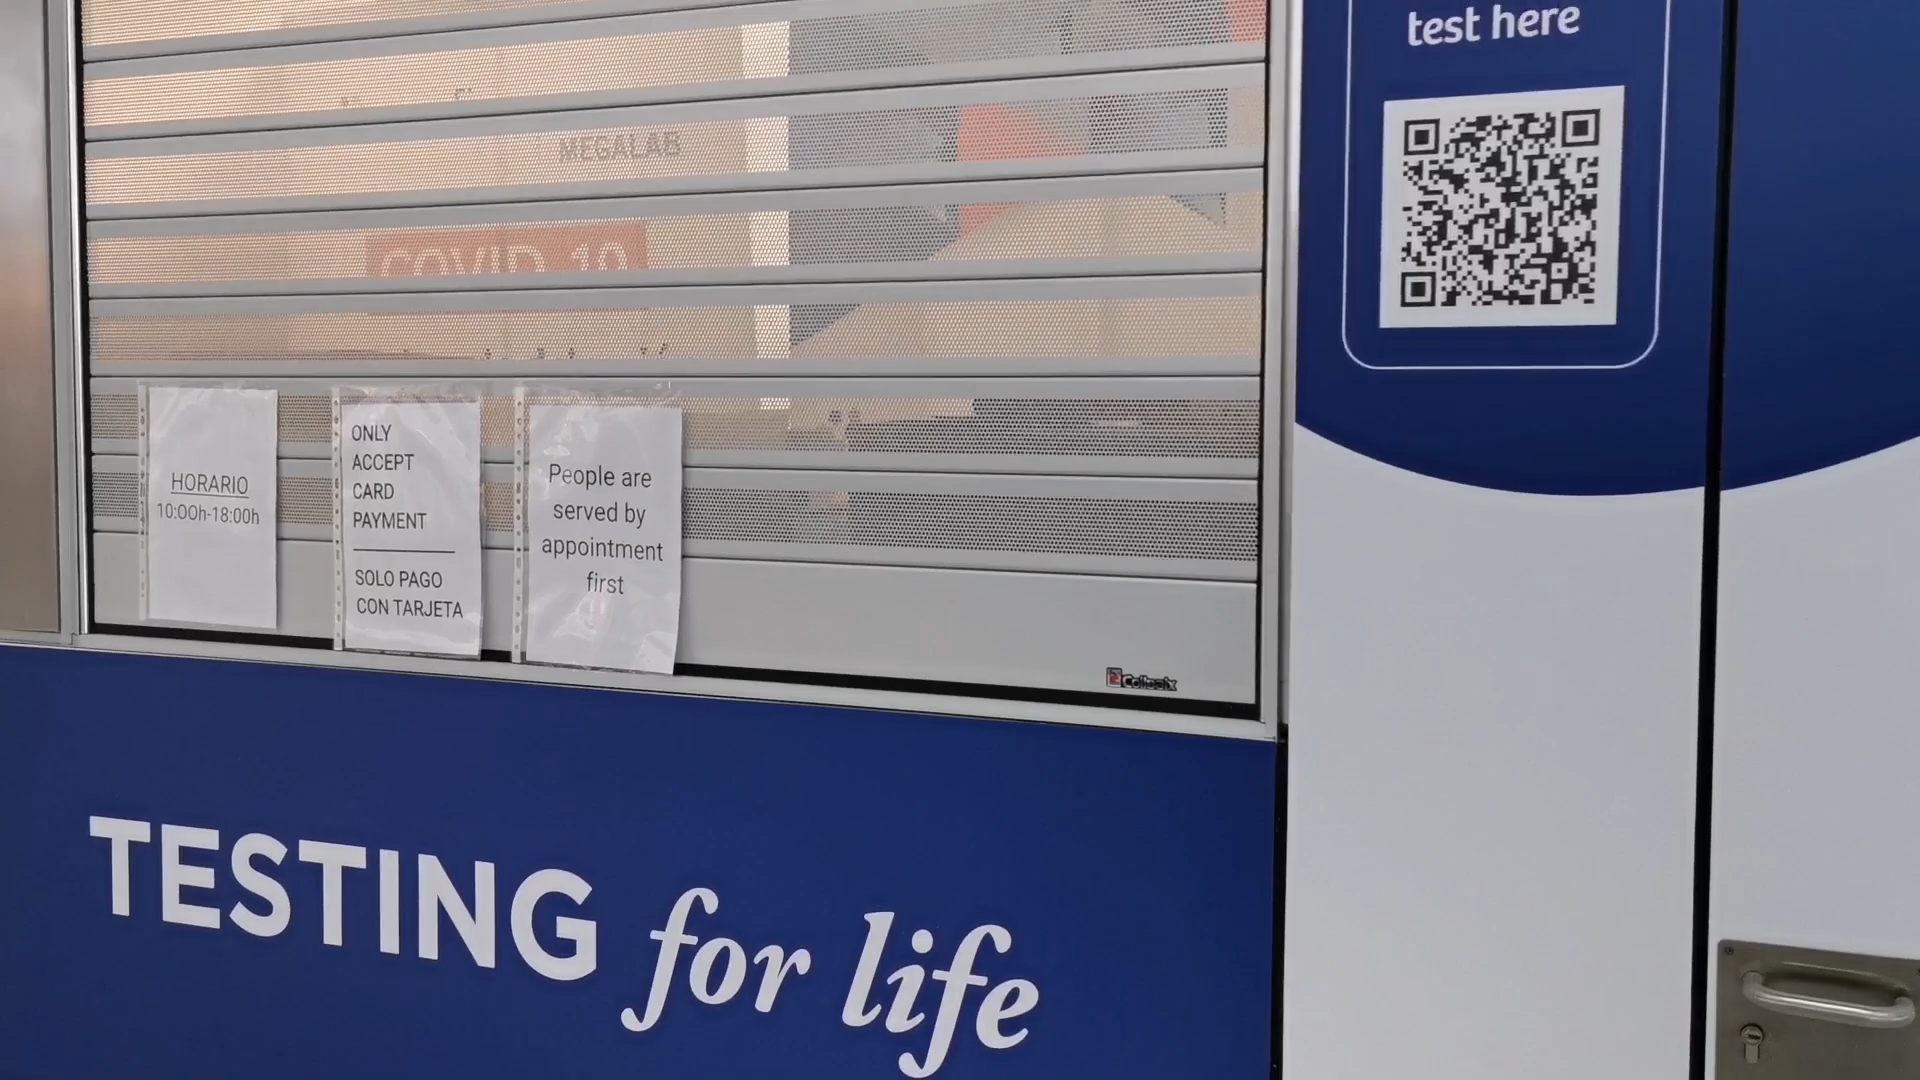 test here
MEGALAB
COVID-19
HORARIO
10:00h-18:00h
ONLY
ACCEPT
CARD
PAYMENT
SOLO PAGO
CON TARJETA
People are
served by
appointment
first
Collbaix
TESTING for life